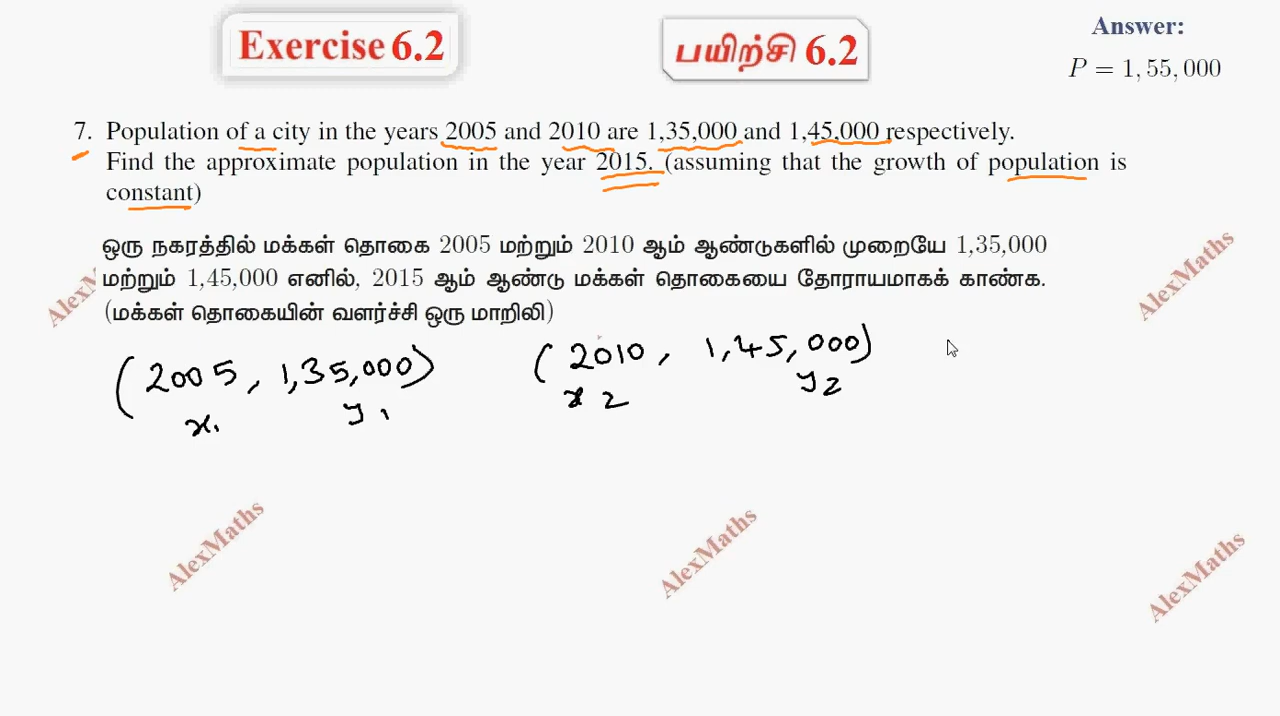 Exercise 6.2
பயிற்சி 6.2
Answer:
P = 1, 55, 000
7. Population of a city in the years 2005 and 2010 are 1,35,000 and 1,45,000 respectively.
Find the approximate population in the year 2015. (assuming that the growth of population is
constant)
ஒரு நகரத்தில் மக்கள் தொகை 2005 மற்றும் 2010 ஆம் ஆண்டுகளில் முறையே 1,35,000
மற்றும் 1,45,000 எனில், 2015 ஆம் ஆண்டு மக்கள் தொகையை தோராயமாகக் காண்க.
(மக்கள் தொகையின் வளர்ச்சி ஒரு மாறிலி)
AlexMaths
AlexMaths
(2005, 1,35,000) (2010, 1,45,000)
x1 y1 x2 y2
AlexMaths
AlexMaths
AlexMaths